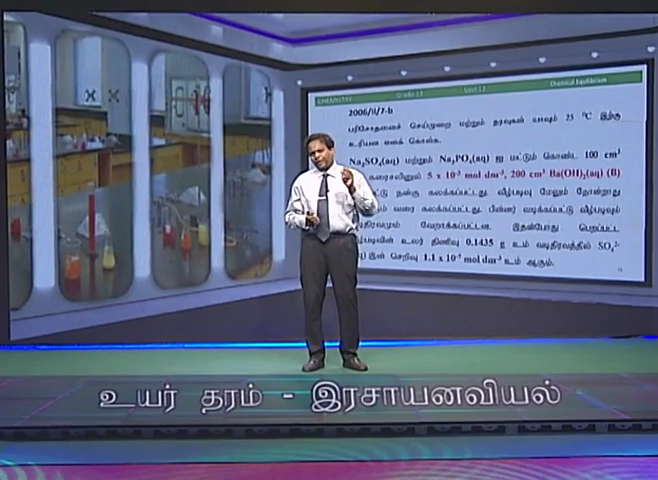 CHEMISTRY Grade 13 Unit 12 Chemical Equilibrium
2006/II/7-b
பரிசோதனைச் செய்முறை மற்றும் தரவுகள் யாவும் 25 ⁰C இற்கு
உரியன எனக் கொள்க.
Na₂SO₄(aq) மற்றும் Na₃PO₄(aq) ஐ மட்டும் கொண்ட 100 cm³
கரைசலினுல் 5 x 10⁻³ mol dm⁻³, 200 cm³ Ba(OH)₂(aq) (B)
நன்கு கலக்கப்பட்டது. வீழ்படிவு மேலும் தோன்றாது
வரை கலக்கப்பட்டது. பின்னர் வடிக்கப்பட்டு வீழ்படிவும்
வேறாக்கப்பட்டன. இதன்போது பெறப்பட்ட
உலர் திணிவு 0.1435 g உம் வடிதிரவத்தில் SO₄²⁻
இன் செறிவு 1.1 x 10⁻⁵ mol dm⁻³ உம் ஆகும்.
உயர் தரம் - இரசாயனவியல்